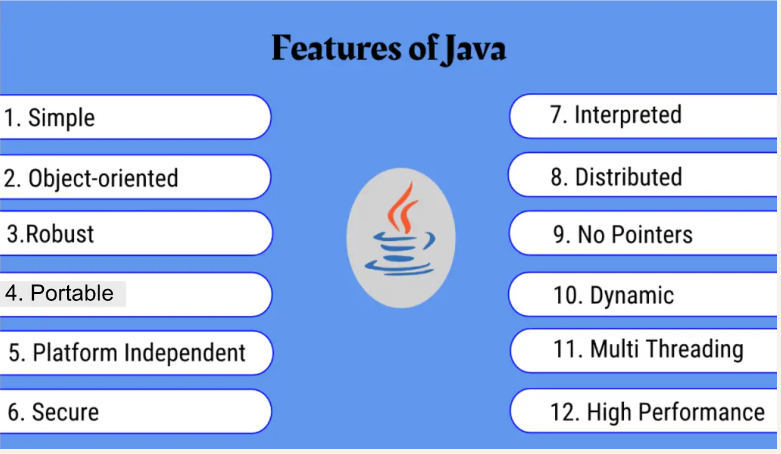 Features of Java
1. Simple
2. Object-oriented
3.Robust
4. Portable
5. Platform Independent
6. Secure
7. Interpreted
8. Distributed
9. No Pointers
10. Dynamic
11. Multi Threading
12. High Performance